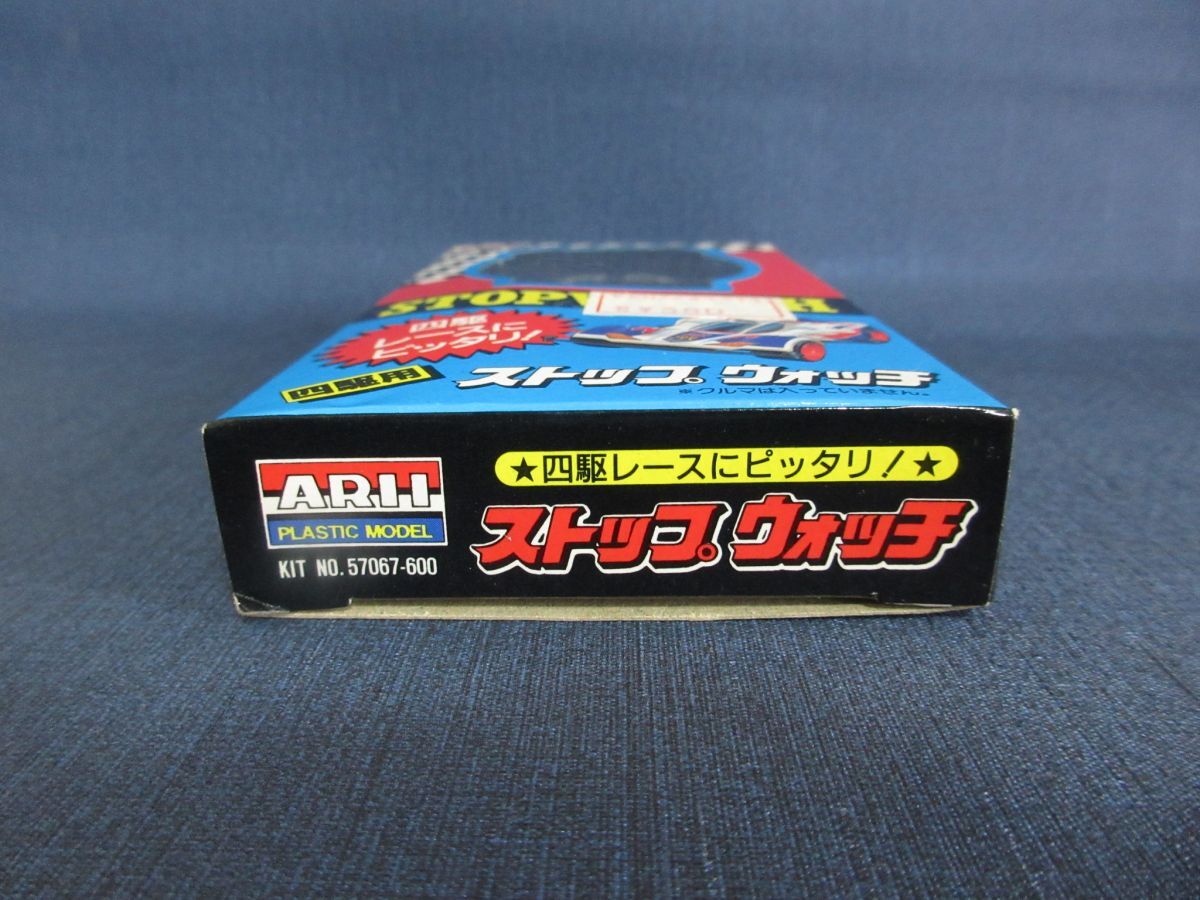 四駆
レースに
ピッタリ!
四駆用
ストップ ウォッチ
※クルマは入っていません。
ARII
PLASTIC MODEL
KIT NO. 57067-600
★四駆レースにピッタリ!★
ストップ ウォッチ